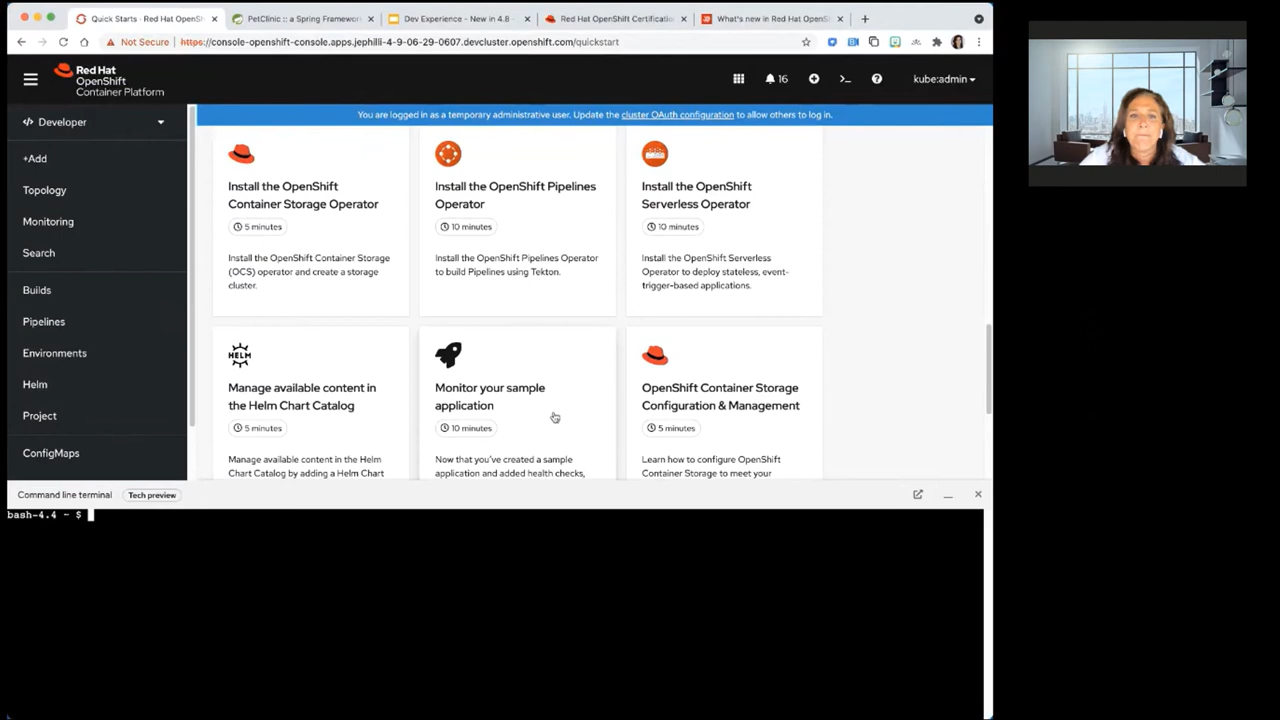 Quick Starts · Red Hat OpenSh
PetClinic :: a Spring Framework
Dev Experience - New in 4.8 -
Red Hat OpenShift Certification
What's new in Red Hat OpenSh
Not Secure
https://console-openshift-console.apps.jephilli-4-9-06-29-0607.devcluster.openshift.com/quickstart
Red Hat
OpenShift
Container Platform
16
kube:admin
You are logged in as a temporary administrative user. Update the cluster OAuth configuration to allow others to log in.
</> Developer
+Add
Topology
Monitoring
Search
Builds
Pipelines
Environments
Helm
Project
ConfigMaps
Install the OpenShift
Container Storage Operator
5 minutes
Install the OpenShift Container Storage
(OCS) operator and create a storage
cluster.
Install the OpenShift Pipelines
Operator
10 minutes
Install the OpenShift Pipelines Operator
to build Pipelines using Tekton.
Install the OpenShift
Serverless Operator
10 minutes
Install the OpenShift Serverless
Operator to deploy stateless, event-
trigger-based applications.
HELM
Manage available content in
the Helm Chart Catalog
5 minutes
Manage available content in the Helm
Chart Catalog by adding a Helm Chart
Monitor your sample
application
10 minutes
Now that you've created a sample
application and added health checks,
OpenShift Container Storage
Configuration & Management
5 minutes
Learn how to configure OpenShift
Container Storage to meet your
Command line terminal
Tech preview
bash-4.4 ~ $